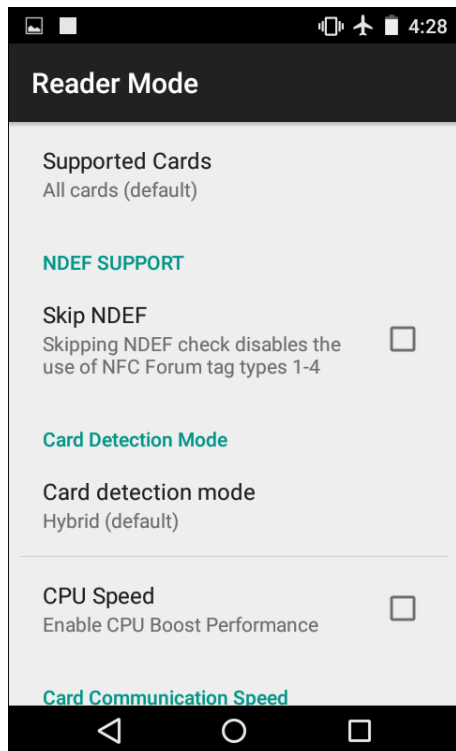 4:28
Reader Mode
Supported Cards
All cards (default)
NDEF SUPPORT
Skip NDEF
Skipping NDEF check disables the
use of NFC Forum tag types 1-4
Card Detection Mode
Card detection mode
Hybrid (default)
CPU Speed
Enable CPU Boost Performance
Card Communication Speed